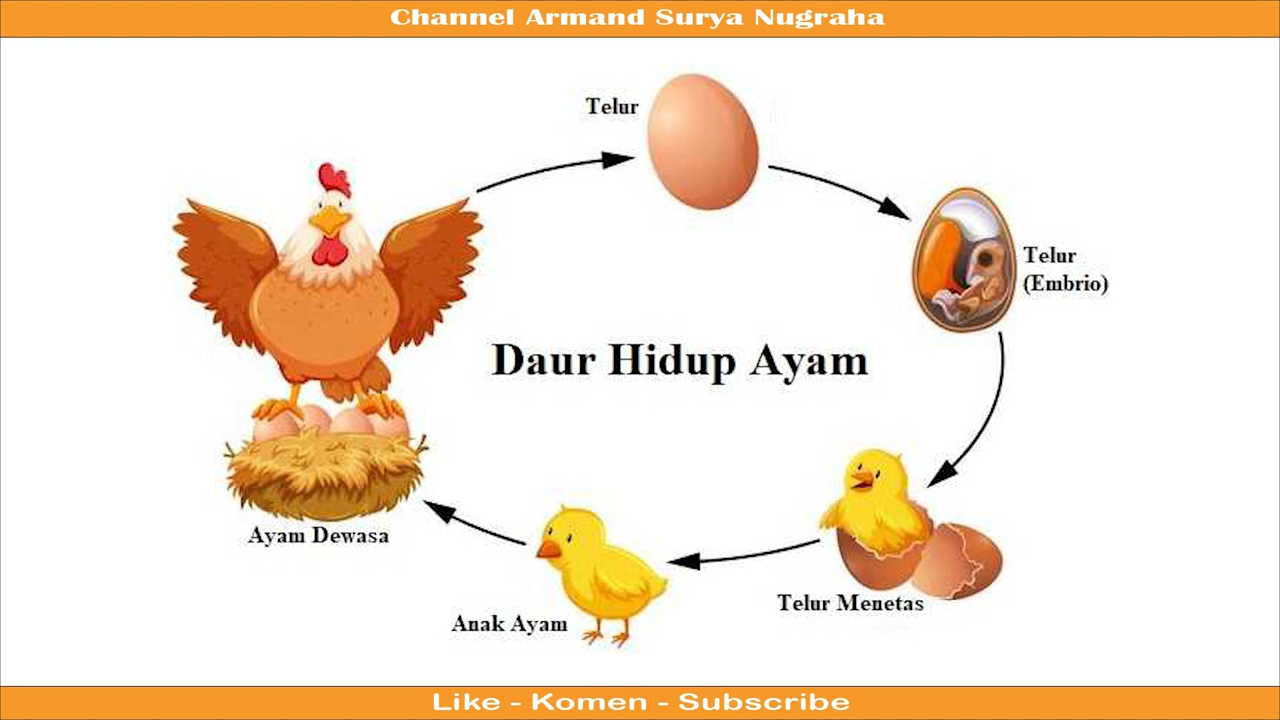 Channel Armand Surya Nugraha
Telur
Telur
(Embrio)
Daur Hidup Ayam
Ayam Dewasa
Telur Menetas
Anak Ayam
Like - Komen - Subscribe